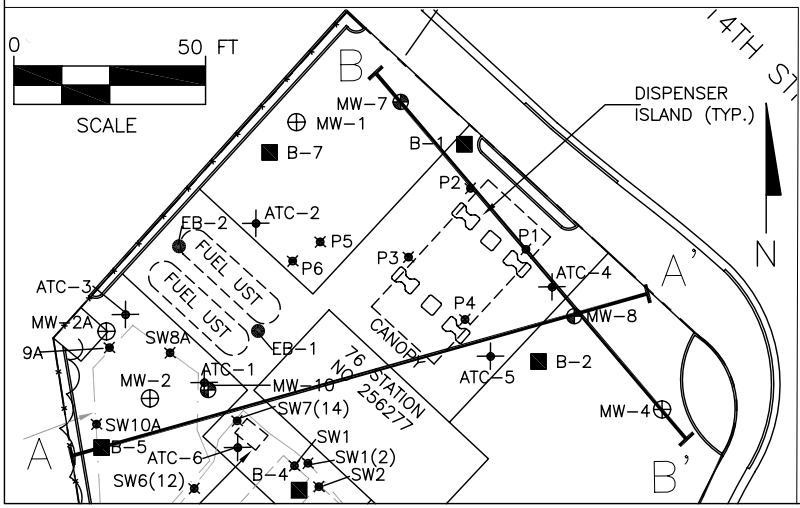 0 50 FT
SCALE
14TH ST
DISPENSER
ISLAND (TYP.)
N
B
MW-7
MW-1
B-7
B-1
P2
EB-2
ATC-2
P5
P6
P3
P1
ATC-4
A'
FUEL UST
FUEL UST
ATC-3
MW-2A
9A
SW8A
EB-1
P4
CANOPY
MW-8
ATC-5
B-2
76 STATION
NO. 256277
ATC-1
MW-10
MW-2
SW7(14)
MW-4
SW10A
B-5
A
ATC-6
SW6(12)
SW1
SW1(2)
SW2
B-4
B'